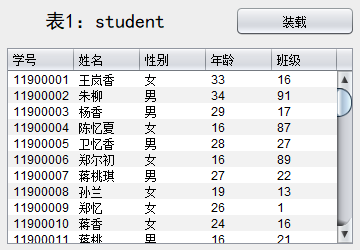 表1: student 装载
学号 姓名 性别 年龄 班级
11900001 王岚香 女 33 16
11900002 朱柳 男 34 91
11900003 杨香 男 29 17
11900004 陈忆夏 女 16 87
11900005 卫忆香 男 28 27
11900006 郑尔初 女 16 89
11900007 蒋桃琪 男 27 22
11900008 孙兰 女 19 13
11900009 郑忆 女 26 1
11900010 蒋香 女 24 16
11900011 蒋桃 男 16 21